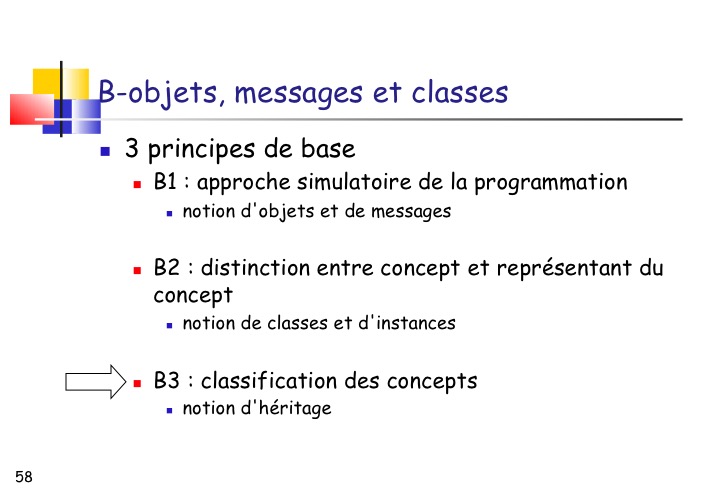 B-objets, messages et classes
3 principes de base
B1 : approche simulatoire de la programmation
notion d'objets et de messages
B2 : distinction entre concept et représentant du
concept
notion de classes et d'instances
B3 : classification des concepts
notion d'héritage
58